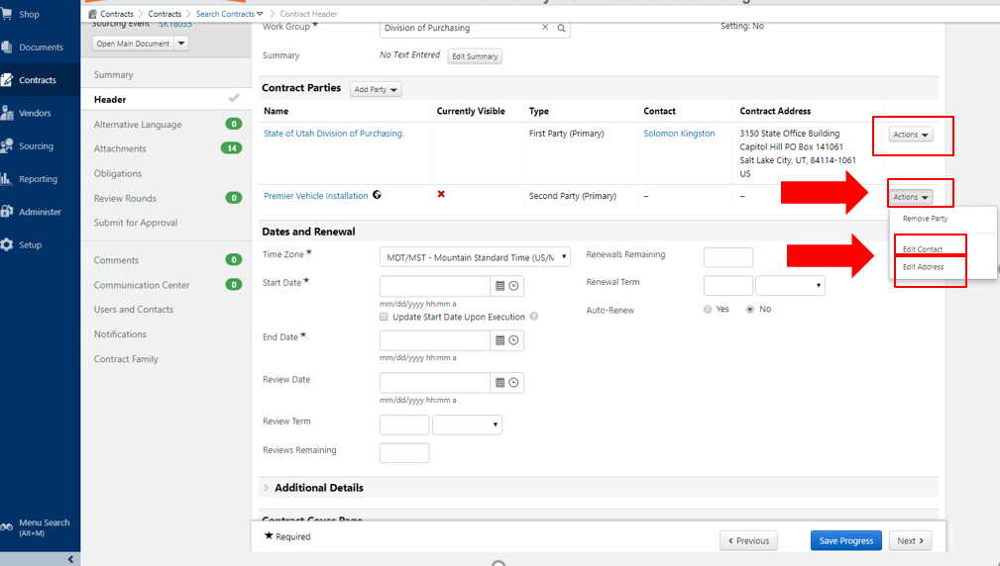 Shop
Documents
Contracts
Vendors
Sourcing
Reporting
Administer
Setup
Menu Search
(Alt+M)
Contracts
Contracts
Search Contracts
Contract Header
Sourcing Event SK18035
Open Main Document
Summary
Header
Alternative Language 0
Attachments 14
Obligations
Review Rounds 0
Submit for Approval
Comments 0
Communication Center 0
Users and Contacts
Notifications
Contract Family
Work Group ★ Division of Purchasing
Setting: No
Summary No Text Entered Edit Summary
Contract Parties Add Party
Name Currently Visible Type Contact Contract Address
State of Utah Division of Purchasing First Party (Primary) Solomon Kingston 3150 State Office Building Actions
Capitol Hill PO Box 141061
Salt Lake City, UT, 84114-1061
US
Premier Vehicle Installation Second Party (Primary) – – Actions
Remove Party
Edit Contact
Edit Address
Dates and Renewal
Time Zone ★ MDT/MST - Mountain Standard Time (US/M
Renewals Remaining
Start Date ★
mm/dd/yyyy hh:mm a
Renewal Term
Update Start Date Upon Execution
Auto-Renew Yes No
End Date ★
mm/dd/yyyy hh:mm a
Review Date
mm/dd/yyyy hh:mm a
Review Term
Reviews Remaining
Additional Details
Contract Cover Page
★ Required
‹ Previous Save Progress Next ›